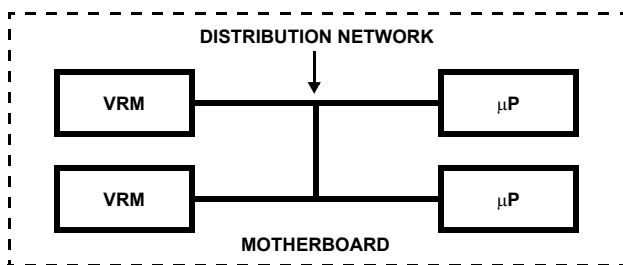 DISTRIBUTION NETWORK
VRM
μP
VRM
μP
MOTHERBOARD